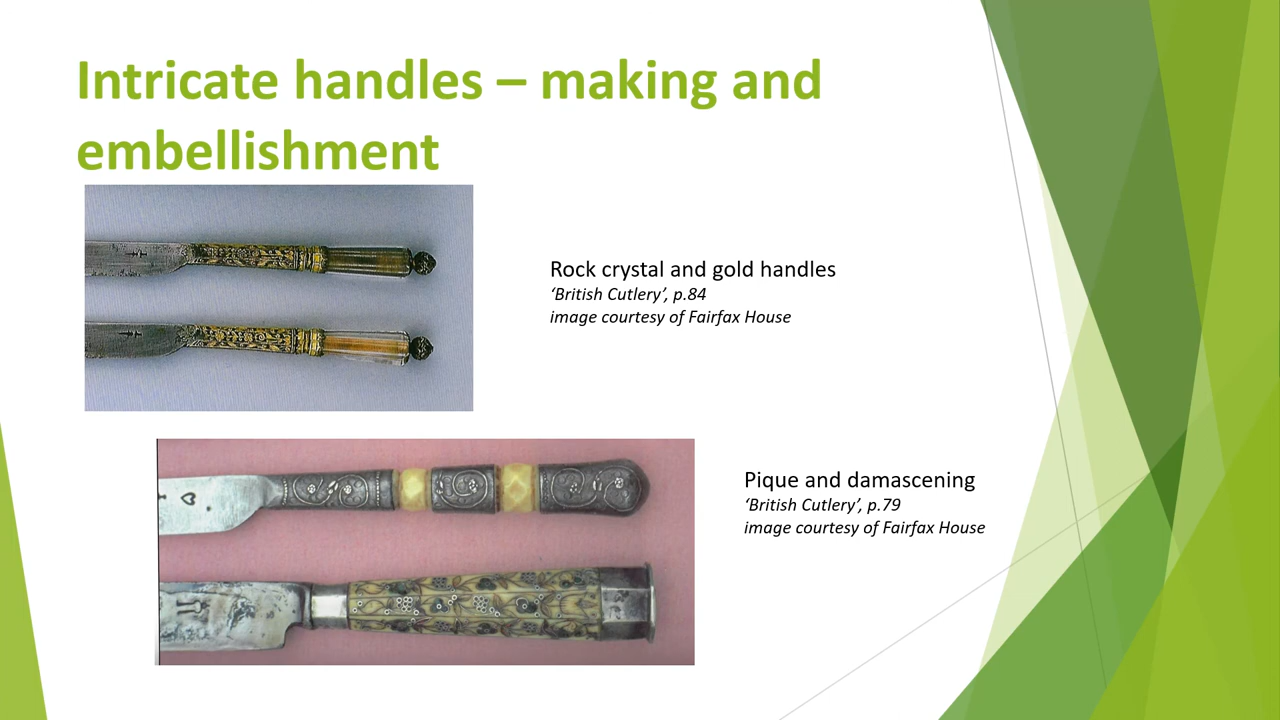 Intricate handles – making and
embellishment
Rock crystal and gold handles
‘British Cutlery’, p.84
image courtesy of Fairfax House
Pique and damascening
‘British Cutlery’, p.79
image courtesy of Fairfax House